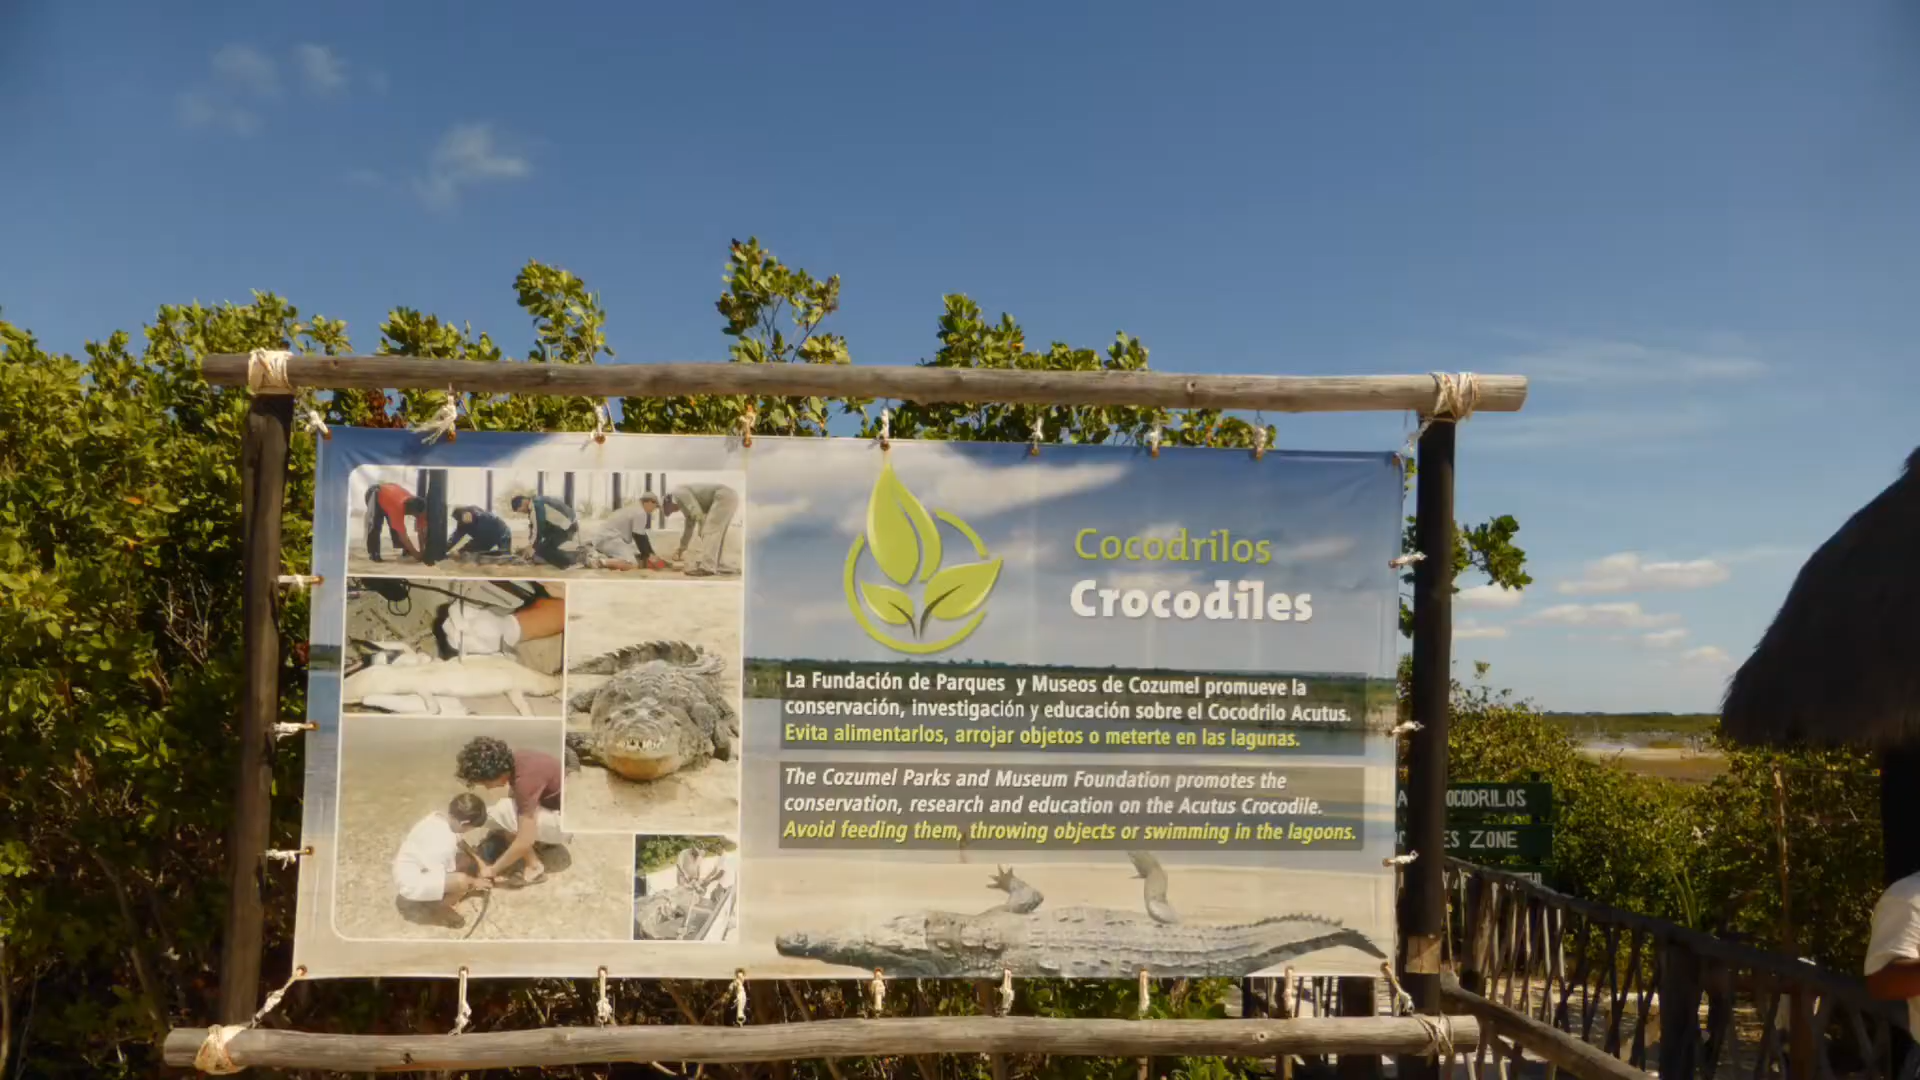 Cocodrilos
Crocodiles
La Fundación de Parques y Museos de Cozumel promueve la
conservación, investigación y educación sobre el Cocodrilo Acutus.
Evita alimentarlos, arrojar objetos o meterte en las lagunas.
The Cozumel Parks and Museum Foundation promotes the
conservation, research and education on the Acutus Crocodile.
Avoid feeding them, throwing objects or swimming in the lagoons.
OCODRILOS
ES ZONE